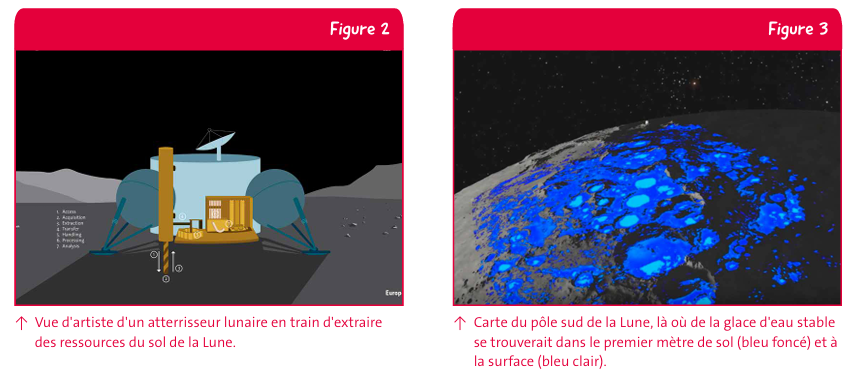 Figure 2
1. Access
2. Acquisition
3. Extraction
4. Transfer
5. Handling
6. Processing
7. Analysis
1
3
2
Europ
↑ Vue d'artiste d'un atterrisseur lunaire en train d'extraire
des ressources du sol de la Lune.
Figure 3
↑ Carte du pôle sud de la Lune, là où de la glace d'eau stable
se trouverait dans le premier mètre de sol (bleu foncé) et à
la surface (bleu clair).